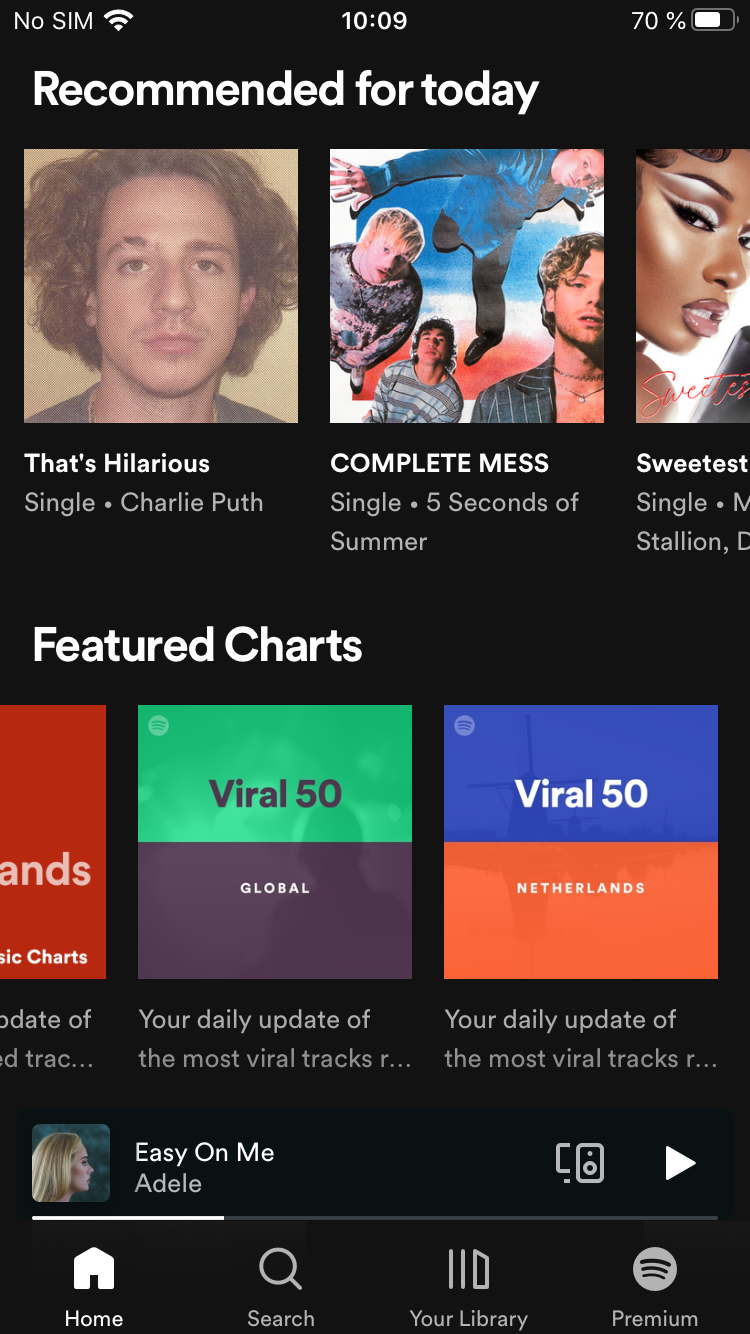 No SIM 10:09 70 %
Recommended for today
That's Hilarious
Single • Charlie Puth
COMPLETE MESS
Single • 5 Seconds of
Summer
Sweetest
Single • M
Stallion, D
Featured Charts
ands
sic Charts
pdate of
ed trac...
Viral 50
GLOBAL
Your daily update of
the most viral tracks r...
Viral 50
NETHERLANDS
Your daily update of
the most viral tracks r...
Easy On Me
Adele
Home
Search
Your Library
Premium